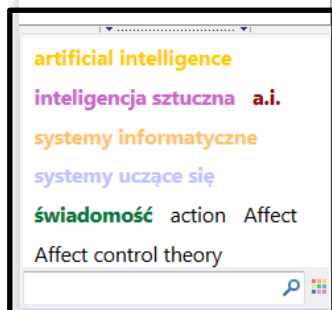 artificial intelligence
inteligencja sztuczna a.i.
systemy informatyczne
systemy uczące się
świadomość action Affect
Affect control theory